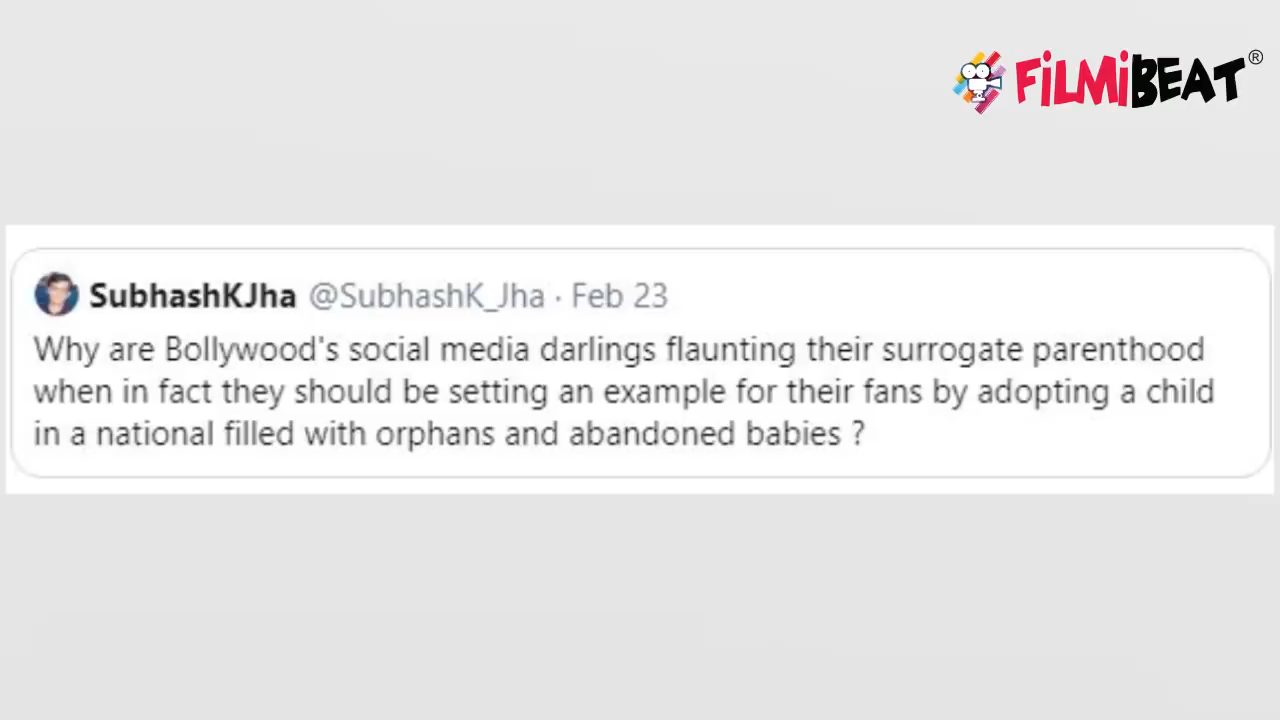 FiLMiBEAT®
SubhashKJha @SubhashK_Jha · Feb 23
Why are Bollywood's social media darlings flaunting their surrogate parenthood
when in fact they should be setting an example for their fans by adopting a child
in a national filled with orphans and abandoned babies ?